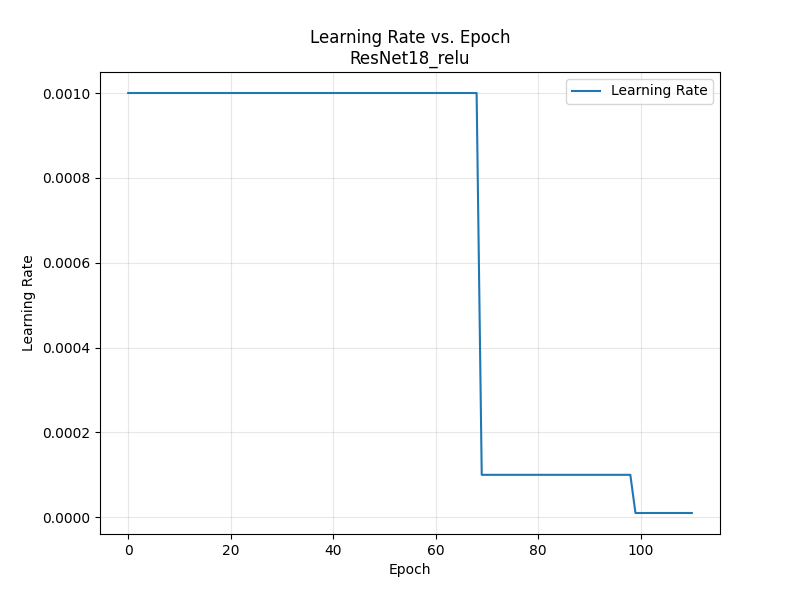 Learning Rate vs. Epoch
ResNet18_relu
Learning Rate
0.0010
0.0008
0.0006
0.0004
0.0002
0.0000
Learning Rate
0 20 40 60 80 100
Epoch